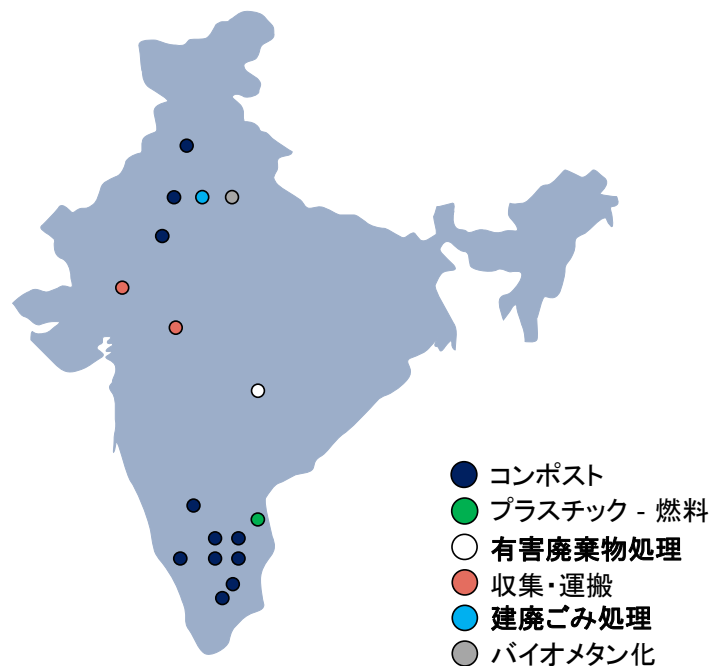 コンポスト
プラスチック - 燃料
有害廃棄物処理
収集・運搬
建廃ごみ処理
バイオメタン化